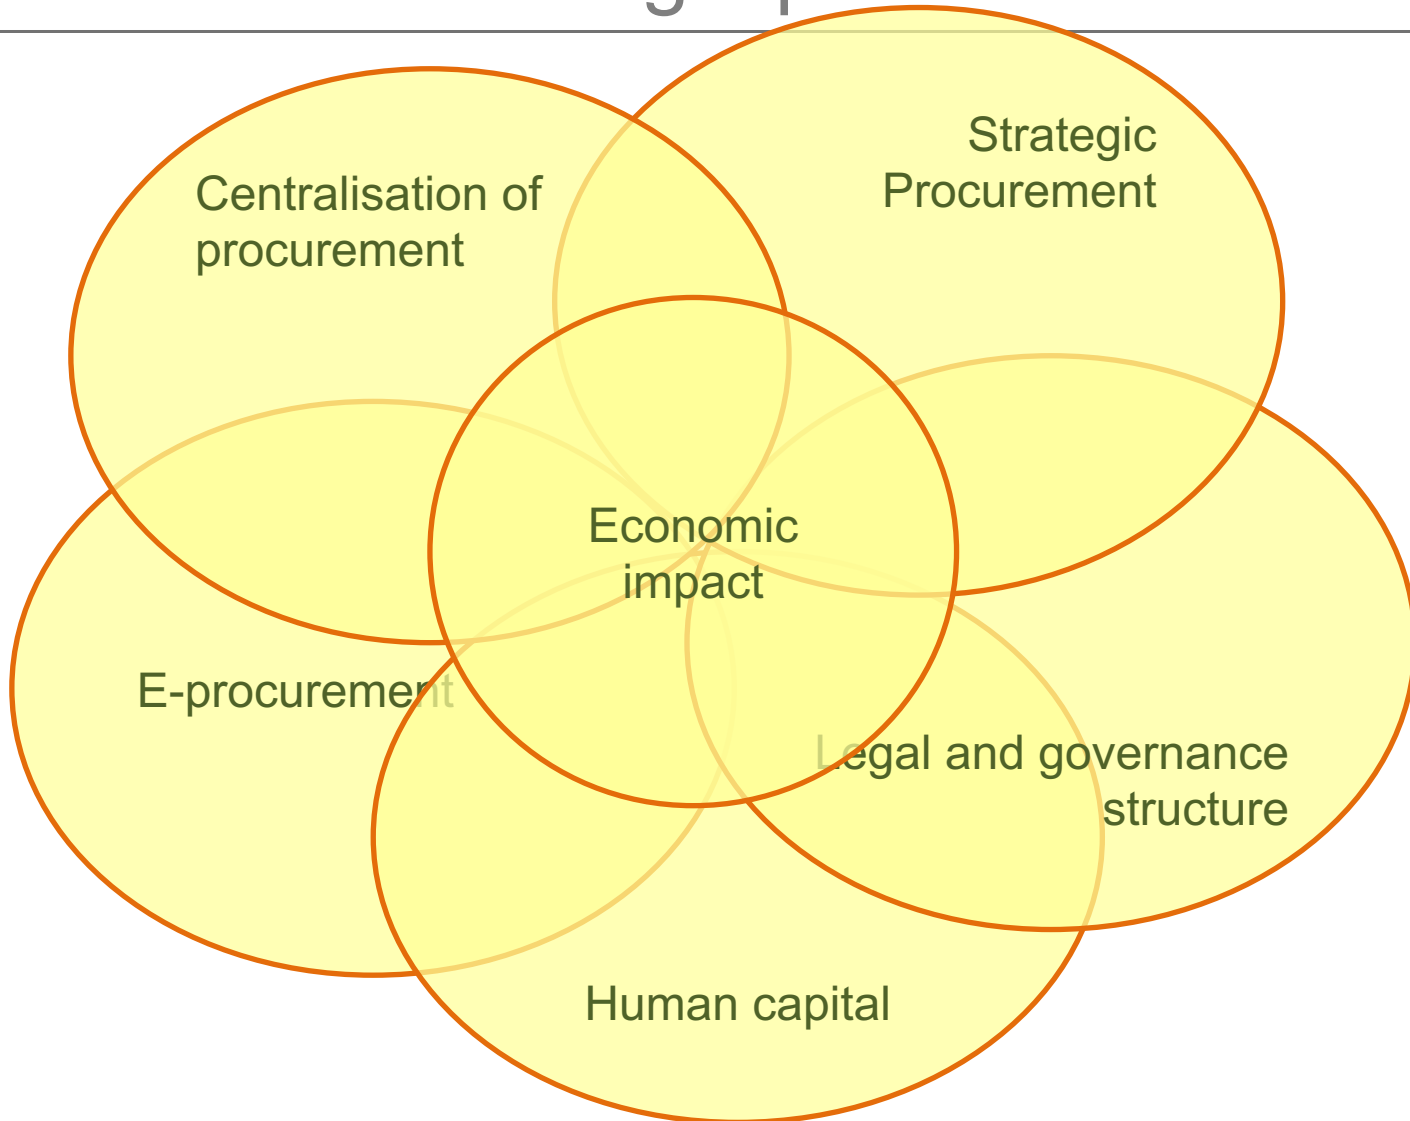 Strategic
Procurement
Centralisation of
procurement
Economic
impact
E-procurement
Legal and governance
structure
Human capital